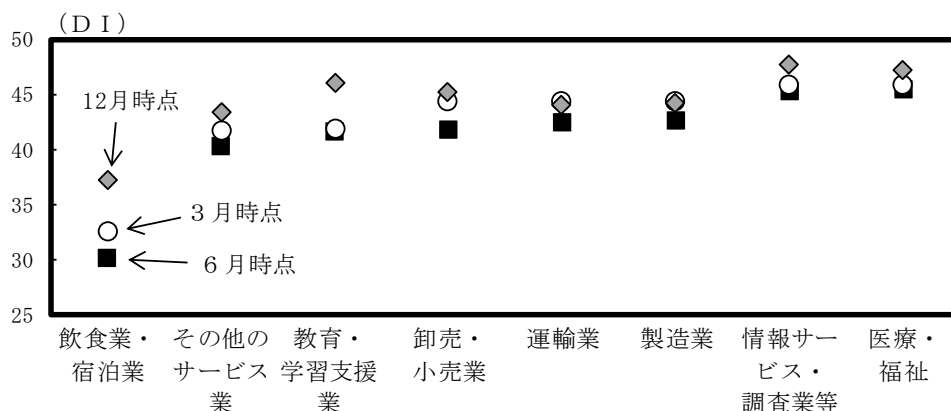 （ＤＩ）
50
45
40
35
30
25
12月時点
３月時点
６月時点
飲食業・
宿泊業
その他の
サービス
業
教育・
学習支援
業
卸売・
小売業
運輸業
製造業
情報サー
ビス・
調査業等
医療・
福祉